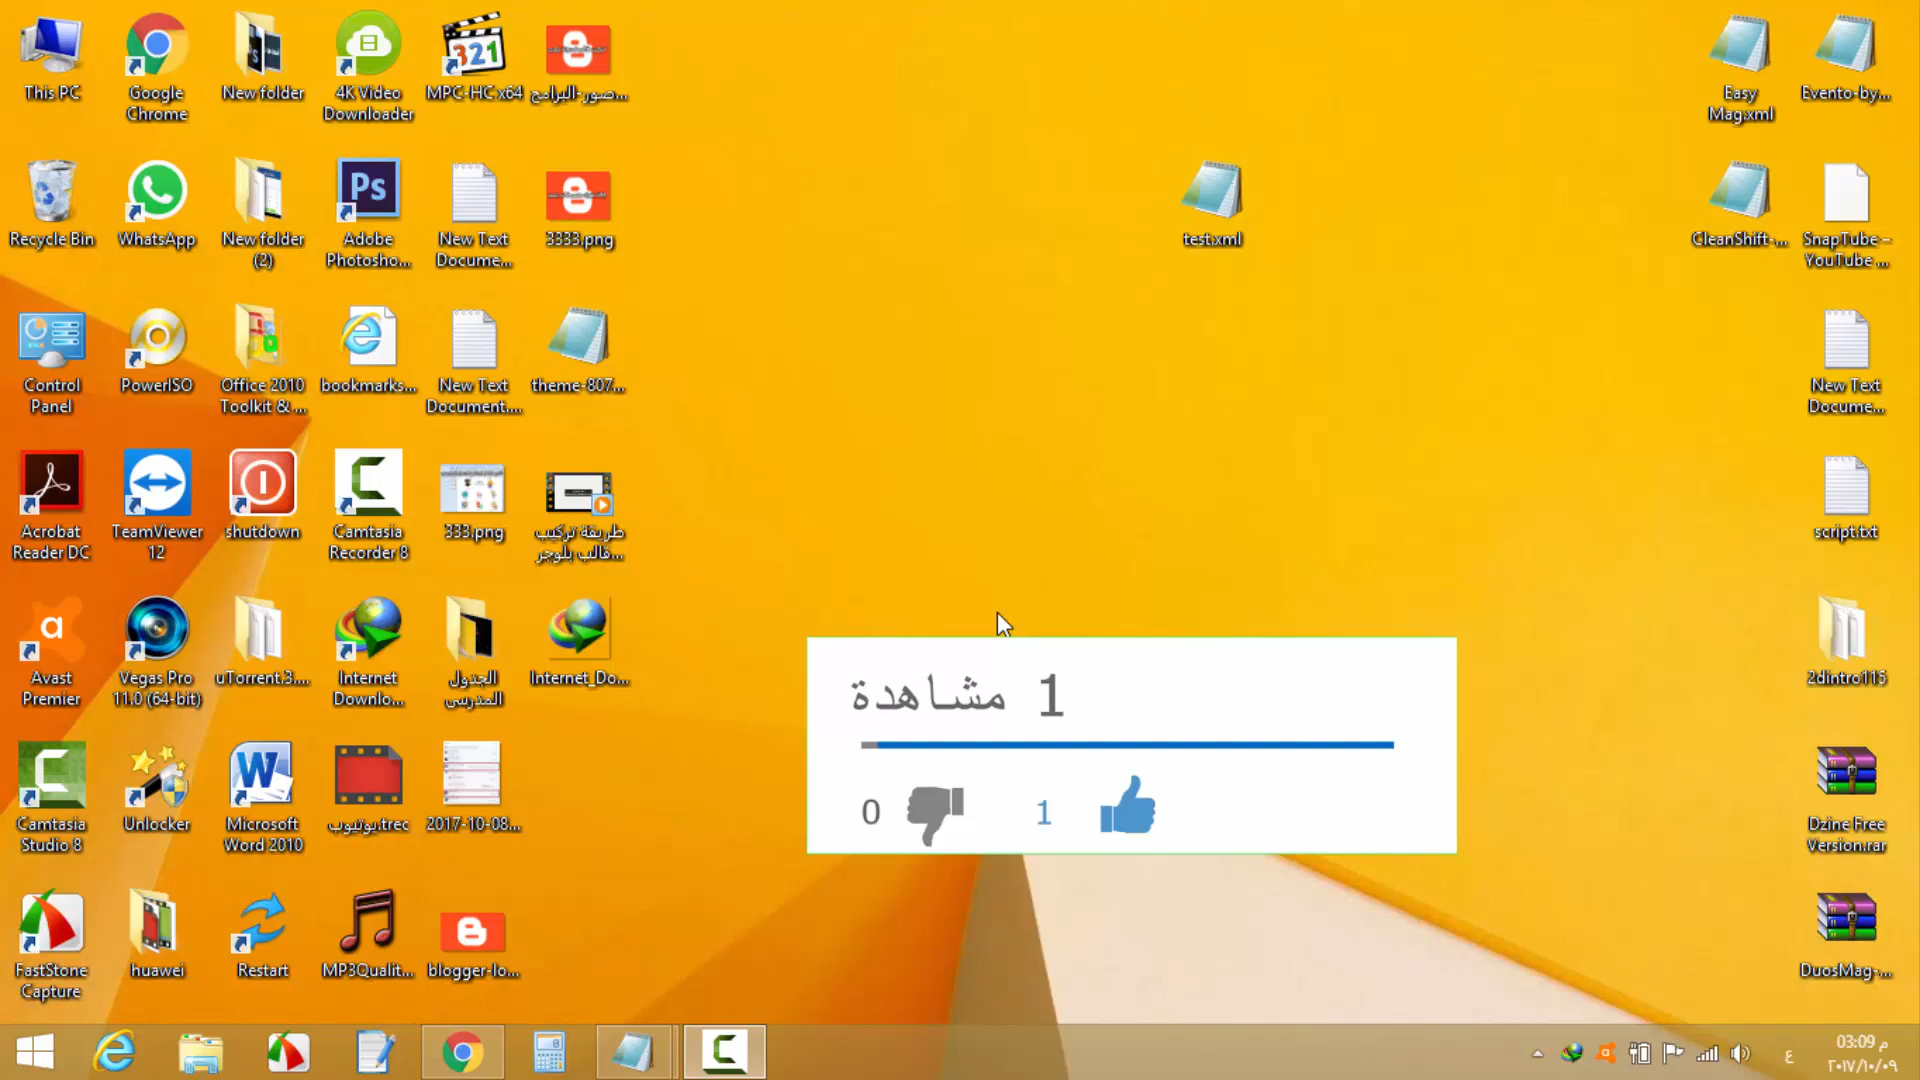 This PC
Google
Chrome
New folder
4K Video
Downloader
MPC-HC x64
صور-البرامج...
Easy
Mag.xml
Evento-by...
Recycle Bin
WhatsApp
New folder
(2)
Ps
Adobe
Photosho...
New Text
Docume...
3333.png
test.xml
CleanShift-...
SnapTube –
YouTube ...
Control
Panel
PowerISO
Office 2010
Toolkit & ...
bookmarks...
New Text
Document....
theme-807...
New Text
Docume...
Acrobat
Reader DC
TeamViewer
12
shutdown
Camtasia
Recorder 8
333.png
طريقة تركيب
قالب بلوجر...
script.txt
Avast
Premier
Vegas Pro
11.0 (64-bit)
uTorrent.3....
Internet
Downlo...
الجدول
المدرسى
Internet_Do...
2dintro115
1 مشاهدة
0
1
Camtasia
Studio 8
Unlocker
Microsoft
Word 2010
يوتيوب.trec
2017-10-08...
Dzine Free
Version.rar
FastStone
Capture
huawei
Restart
MP3Qualit...
blogger-lo...
DuosMag-...
ع
03:09 م
٢٠١٧/١٠/٠٩